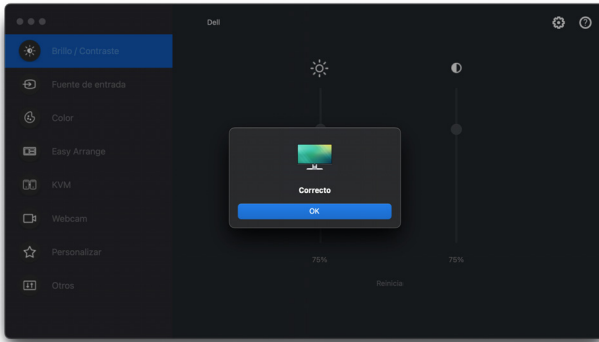 Dell
Brillo / Contraste
Fuente de entrada
Color
Easy Arrange
KVM
Webcam
Personalizar
Otros
Correcto
OK
75%
75%
Reinicia